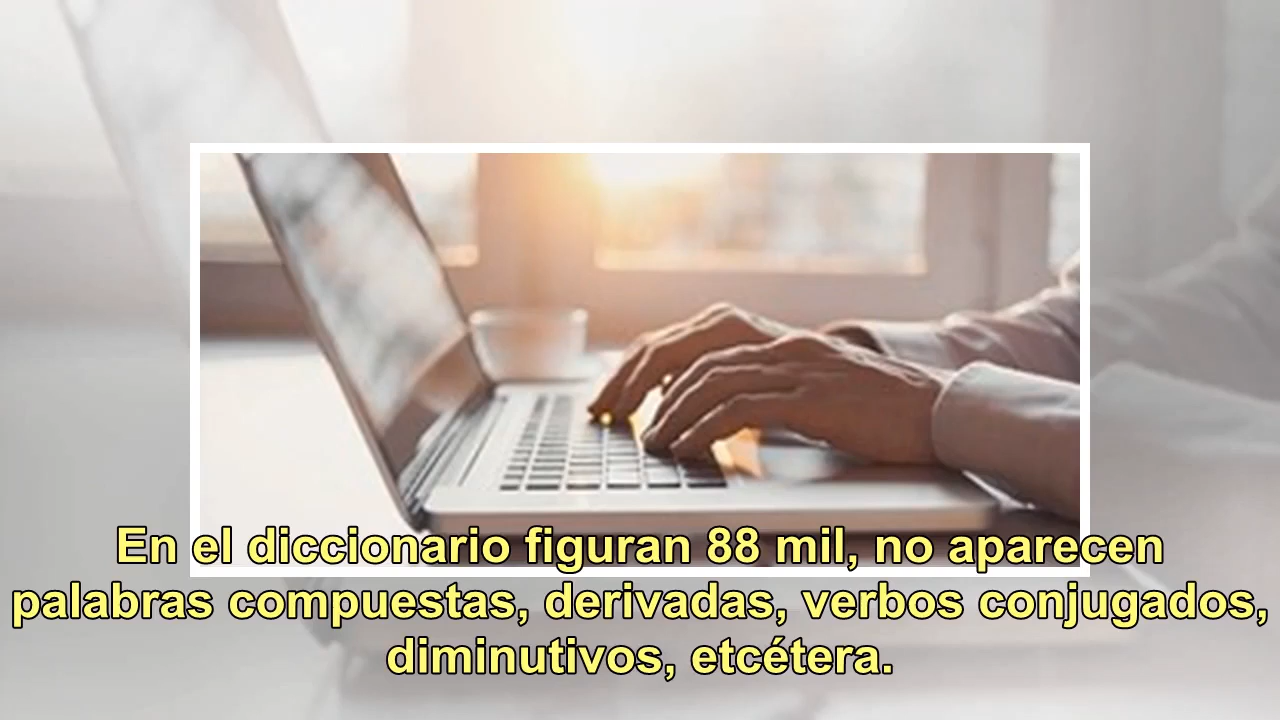 En el diccionario figuran 88 mil, no aparecen
palabras compuestas, derivadas, verbos conjugados,
diminutivos, etcétera.